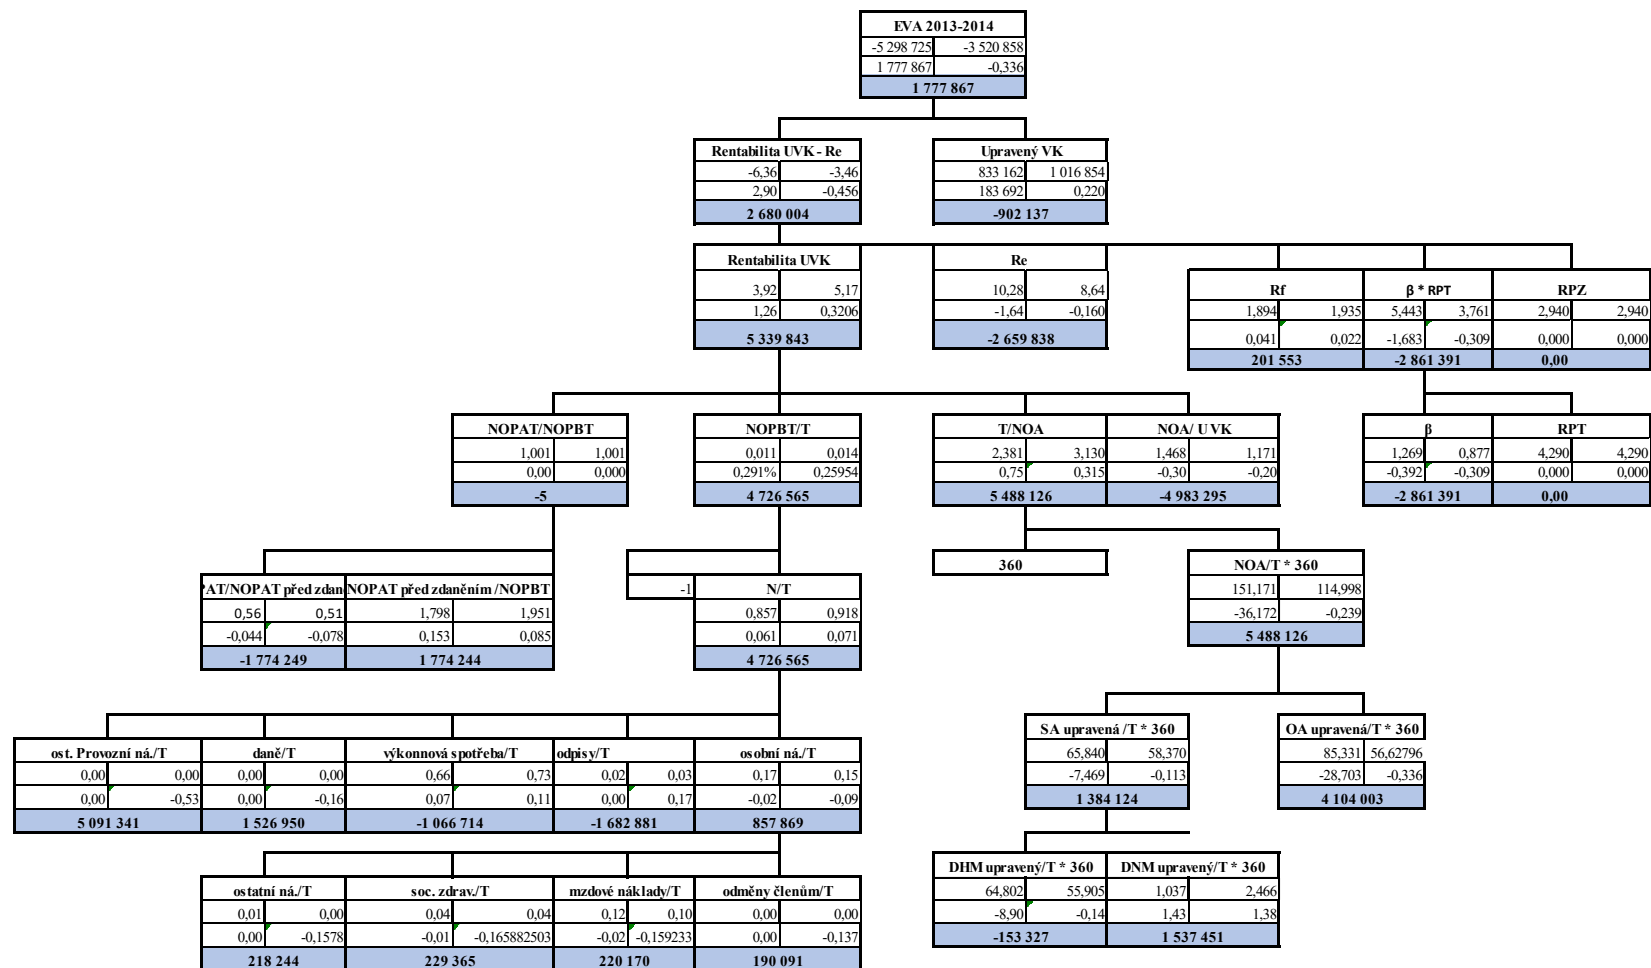 EVA 2013-2014
-5 298 725 -3 520 858
1 777 867 -0,336
1 777 867
Rentabilita UVK - Re Upravený VK
-6,36 -3,46 833 162 1 016 854
2,90 -0,456 183 692 0,220
2 680 004 -902 137
Rentabilita UVK Re
3,92 5,17 10,28 8,64
1,26 0,3206 -1,64 -0,160
5 339 843 -2 659 838
Rf β * RPT RPZ
1,894 1,935 5,443 3,761 2,940 2,940
0,041 0,022 -1,683 -0,309 0,000 0,000
201 553 -2 861 391 0,00
NOPAT/NOPBT NOPBT/T T/NOA NOA/ UVK β RPT
1,001 1,001 0,011 0,014 2,381 3,130 1,468 1,171 1,269 0,877 4,290 4,290
0,00 0,000 0,291% 0,25954 0,75 0,315 -0,30 -0,20 -0,392 -0,309 0,000 0,000
-5 4 726 565 5 488 126 -4 983 295 -2 861 391 0,00
360 NOA/T * 360
151,171 114,998
-36,172 -0,239
5 488 126
PAT/NOPAT před zdan NOPAT před zdaněním /NOPBT -1 N/T
0,56 0,51 1,798 1,951 0,857 0,918
-0,044 -0,078 0,153 0,085 0,061 0,071
-1 774 249 1 774 244 4 726 565
SA upravená /T * 360 OA upravená/T * 360
65,840 58,370 85,331 56,62796
-7,469 -0,113 -28,703 -0,336
1 384 124 4 104 003
ost. Provozní ná./T daně/T výkonnová spotřeba/T odpisy/T osobní ná./T
0,00 0,00 0,00 0,00 0,66 0,73 0,02 0,03 0,17 0,15
0,00 -0,53 0,00 -0,16 0,07 0,11 0,00 0,17 -0,02 -0,09
5 091 341 1 526 950 -1 066 714 -1 682 881 857 869
DHM upravený/T * 360 DNM upravený/T * 360
64,802 55,905 1,037 2,466
-8,90 -0,14 1,43 1,38
-153 327 1 537 451
ostatní ná./T soc. zdrav./T mzdové náklady/T odměny členům/T
0,01 0,00 0,04 0,04 0,12 0,10 0,00 0,00
0,00 -0,1578 -0,01 -0,165882503 -0,02 -0,159233 0,00 -0,137
218 244 229 365 220 170 190 091